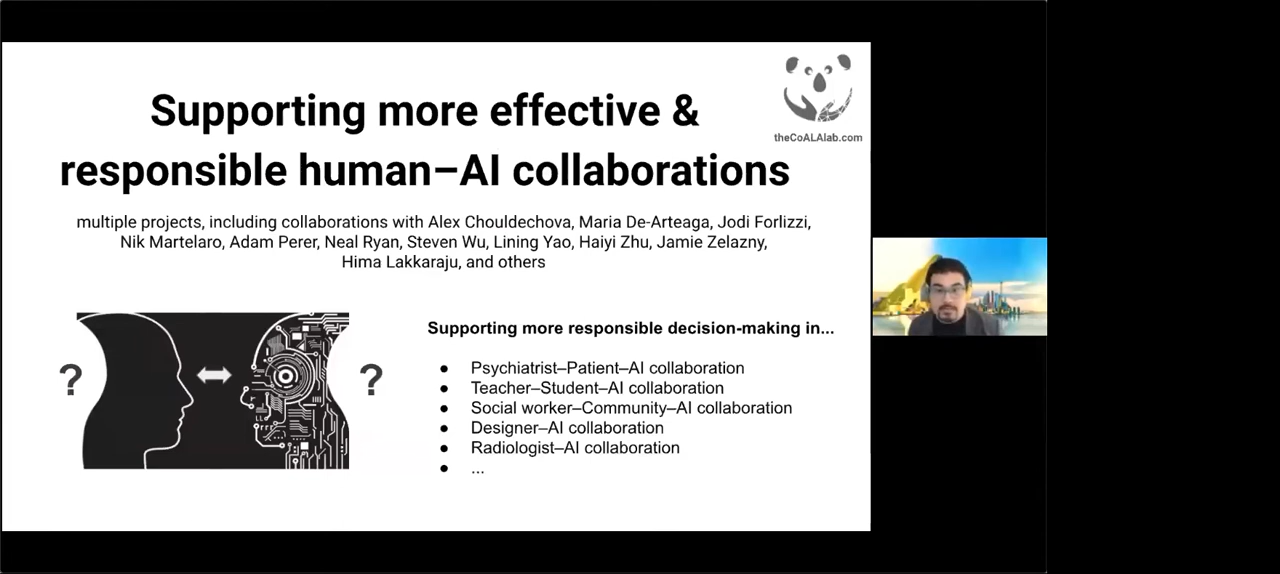 Supporting more effective &
responsible human–AI collaborations
theCoALAlab.com
multiple projects, including collaborations with Alex Chouldechova, Maria De-Arteaga, Jodi Forlizzi,
Nik Martelaro, Adam Perer, Neal Ryan, Steven Wu, Lining Yao, Haiyi Zhu, Jamie Zelazny,
Hima Lakkaraju, and others
? ?
Supporting more responsible decision-making in...
● Psychiatrist–Patient–AI collaboration
● Teacher–Student–AI collaboration
● Social worker–Community–AI collaboration
● Designer–AI collaboration
● Radiologist–AI collaboration
● ...